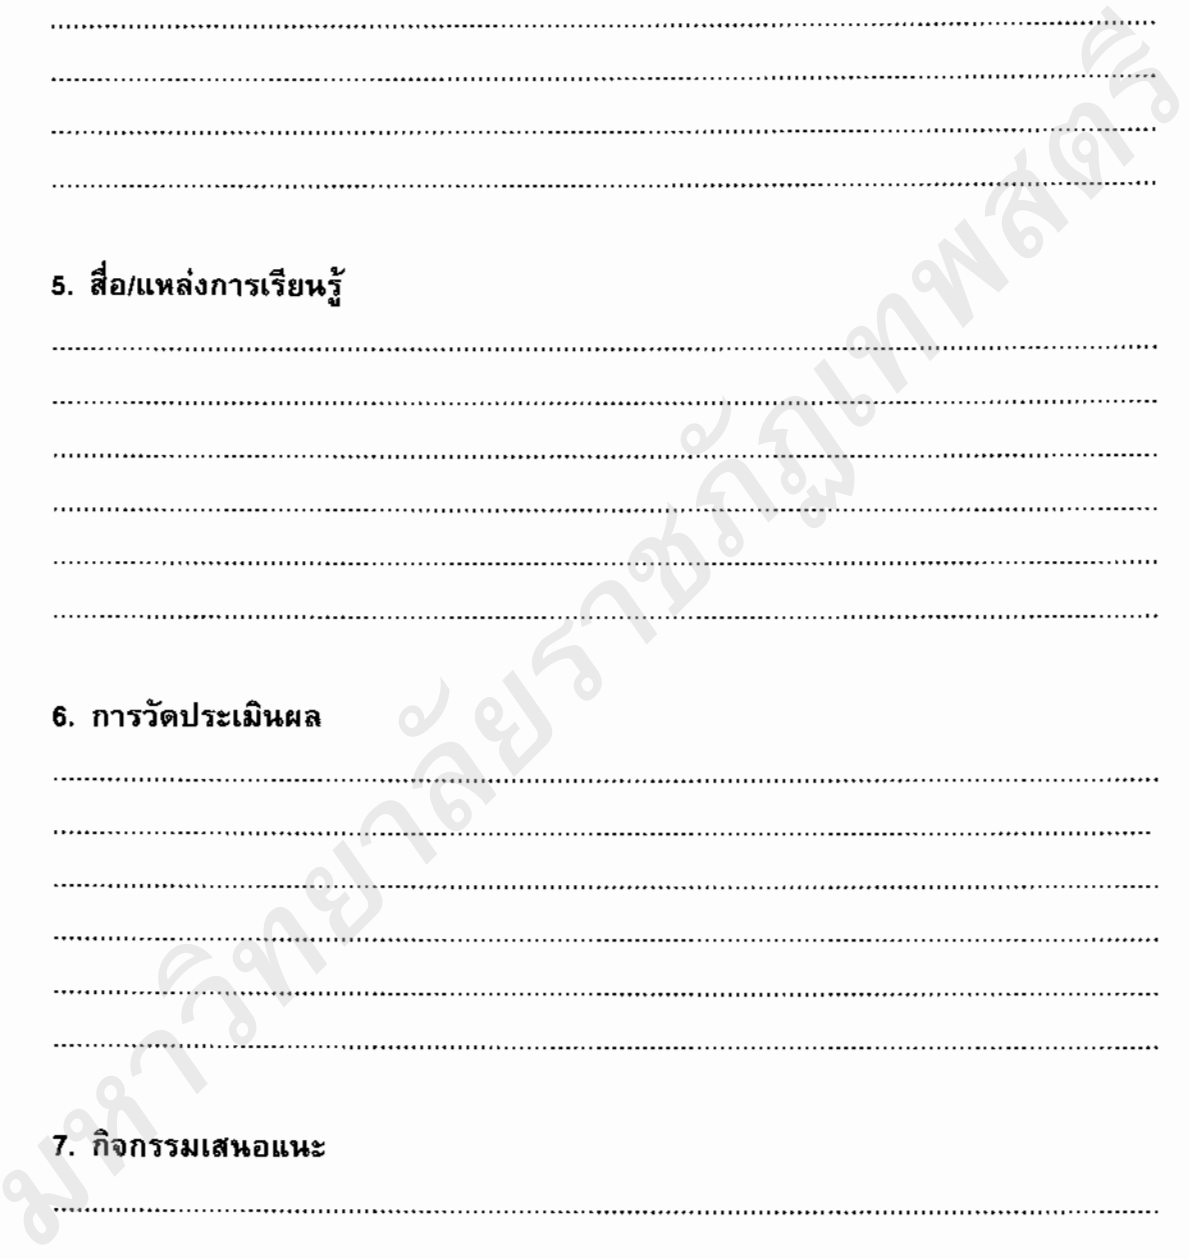 5. สื่อ/แหล่งการเรียนรู้
6. การวัดประเมินผล
7. กิจกรรมเสนอแนะ
มหาวิทยาลัยราชภัฏเทพสตรี